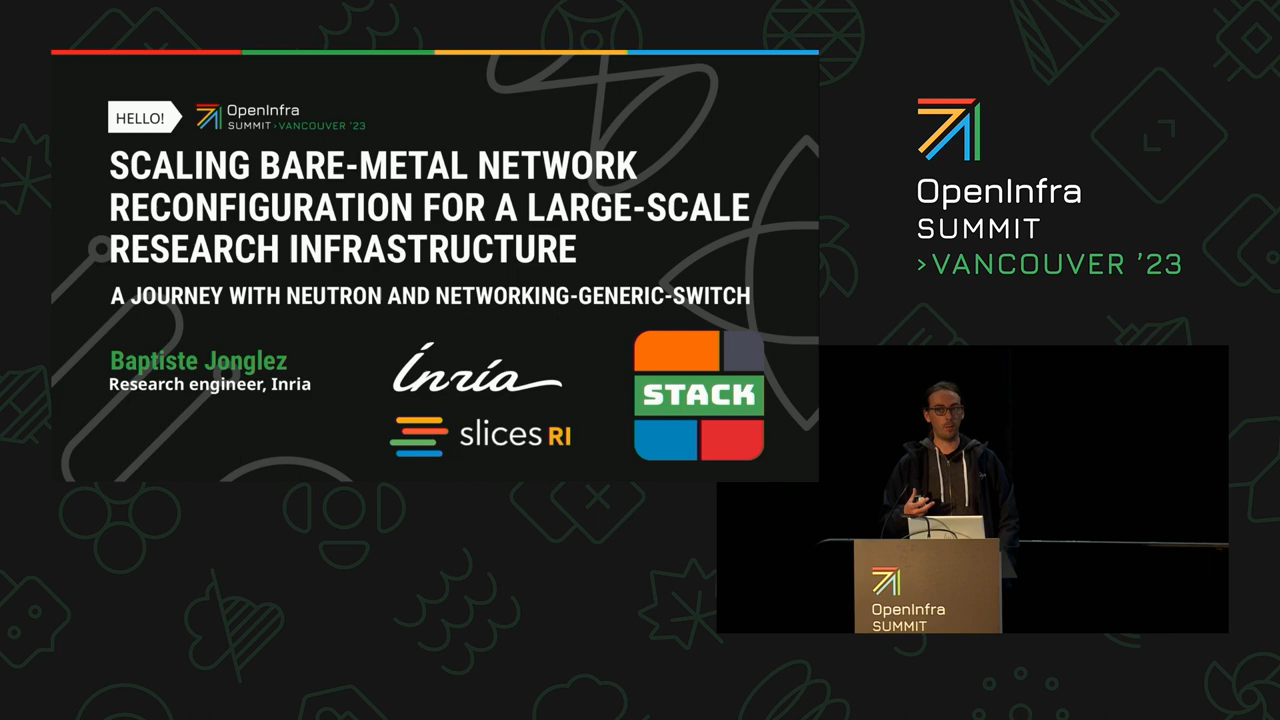 HELLO!
OpenInfra
SUMMIT >VANCOUVER '23
SCALING BARE-METAL NETWORK
RECONFIGURATION FOR A LARGE-SCALE
RESEARCH INFRASTRUCTURE
A JOURNEY WITH NEUTRON AND NETWORKING-GENERIC-SWITCH
Baptiste Jonglez
Research engineer, Inria
Inria
slices RI
STACK
OpenInfra
SUMMIT
>VANCOUVER '23
OpenInfra
SUMMIT